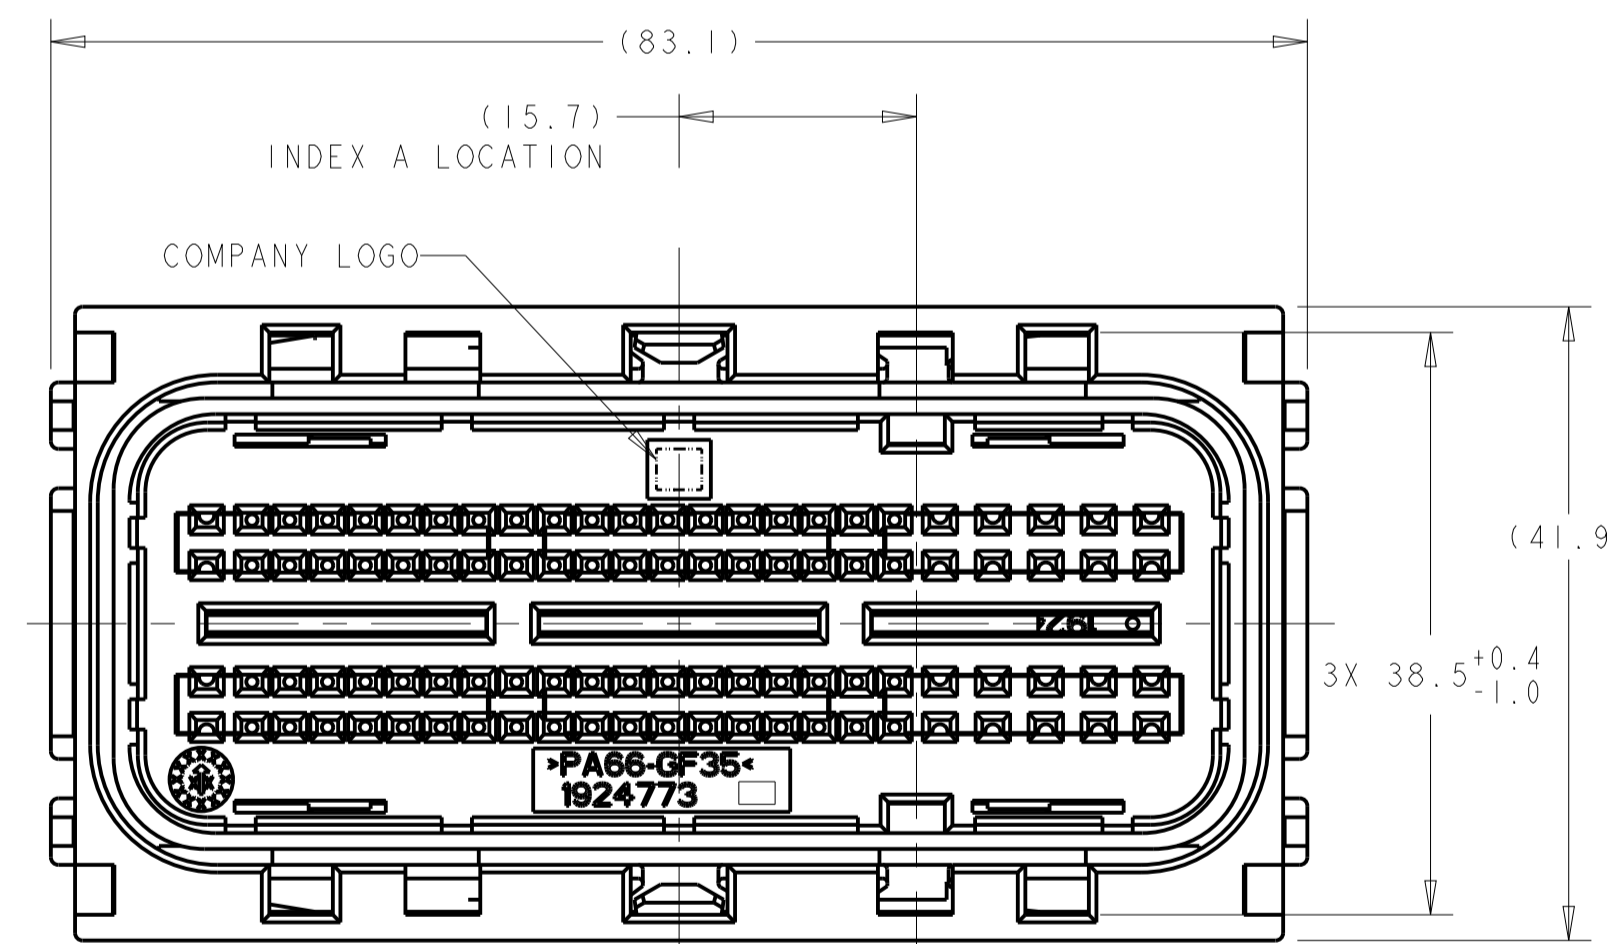 (83.1)
(15.7)
INDEX A LOCATION
COMPANY LOGO
(41.9
3X 38.5 +0.4
-1.0
>PA66-GF35<
1924773